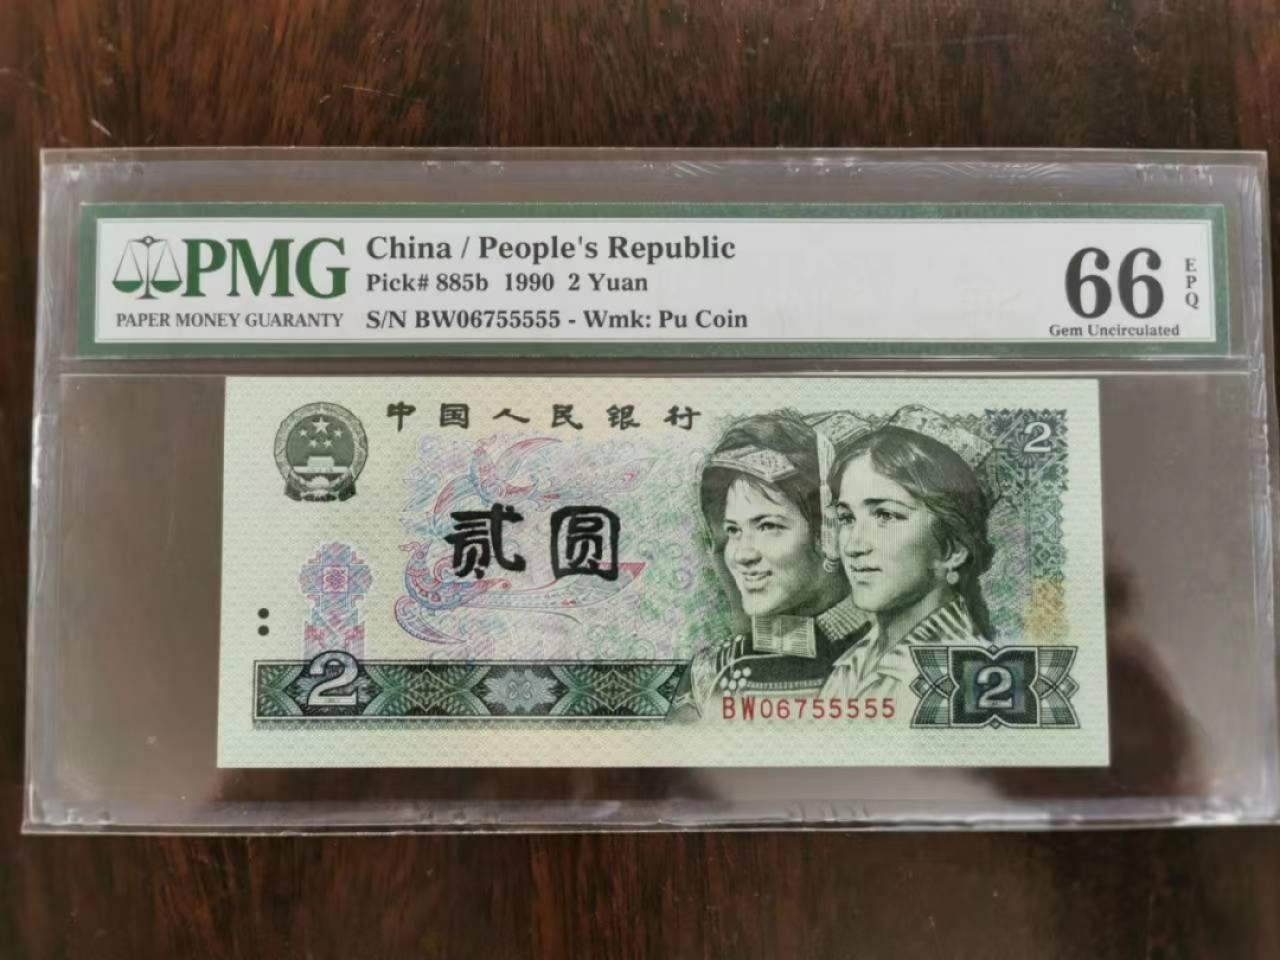 PMG
PAPER MONEY GUARANTY
China / People's Republic
Pick# 885b 1990 2 Yuan
S/N BW06755555 - Wmk: Pu Coin
66
EPQ
Gem Uncirculated
中国人民银行
2
贰圆
2
BW06755555
2